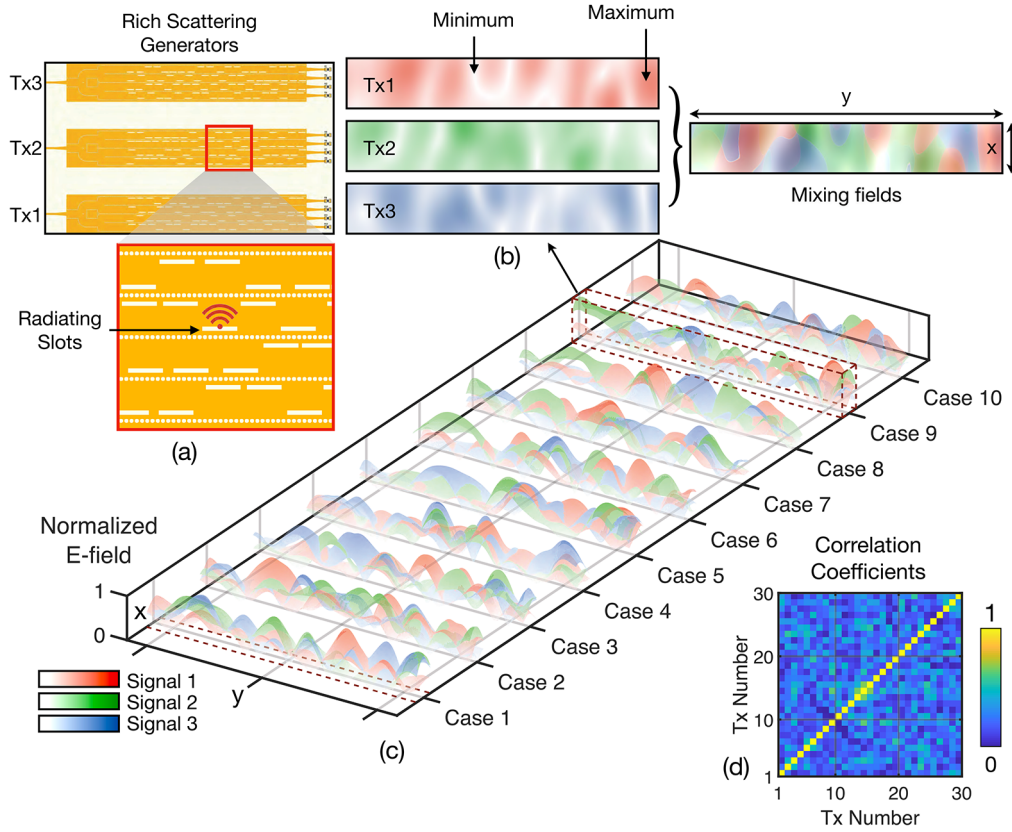 Rich Scattering
Generators
Tx3
Tx2
Tx1
Radiating
Slots
(a)
Minimum
Maximum
Tx1
Tx2
Tx3
y
x
Mixing fields
(b)
Normalized
E-field
1
0
x
y
Signal 1
Signal 2
Signal 3
Case 1
Case 2
Case 3
Case 4
Case 5
Case 6
Case 7
Case 8
Case 9
Case 10
(c)
Correlation
Coefficients
30
20
10
1
Tx Number
1
10
20
30
Tx Number
1
0
(d)